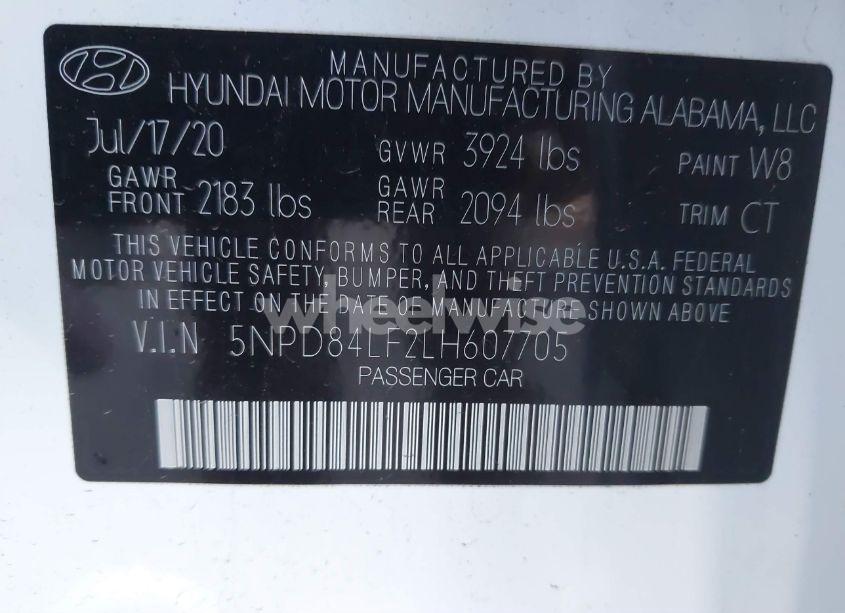 MANUFACTURED BY
HYUNDAI MOTOR MANUFACTURING ALABAMA, LLC
Jul/17/20 GVWR 3924 lbs PAINT W8
GAWR FRONT 2183 lbs GAWR REAR 2094 lbs TRIM CT
THIS VEHICLE CONFORMS TO ALL APPLICABLE U.S.A. FEDERAL
MOTOR VEHICLE SAFETY, BUMPER, AND THEFT PREVENTION STANDARDS
IN EFFECT ON THE DATE OF MANUFACTURE SHOWN ABOVE
wheelwise
V.I.N 5NPD84LF2LH607705
PASSENGER CAR